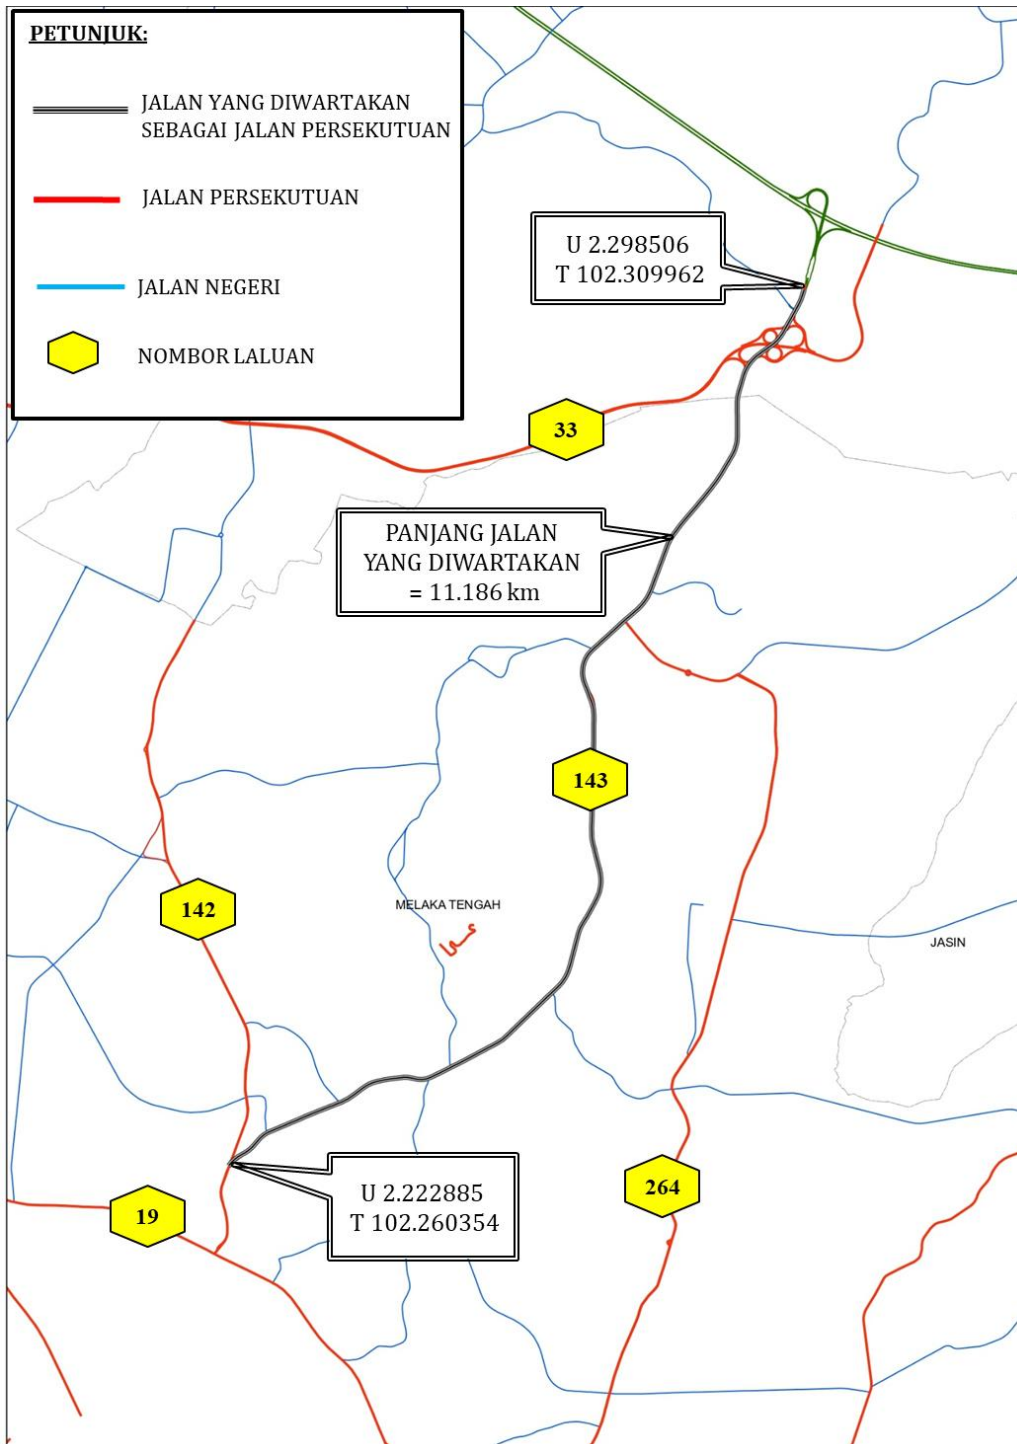 PETUNJUK:
JALAN YANG DIWARTAKAN
SEBAGAI JALAN PERSEKUTUAN
JALAN PERSEKUTUAN
JALAN NEGERI
NOMBOR LALUAN
U 2.298506
T 102.309962
33
PANJANG JALAN
YANG DIWARTAKAN
= 11.186 km
143
142
MELAKA TENGAH
JASIN
U 2.222885
T 102.260354
264
19